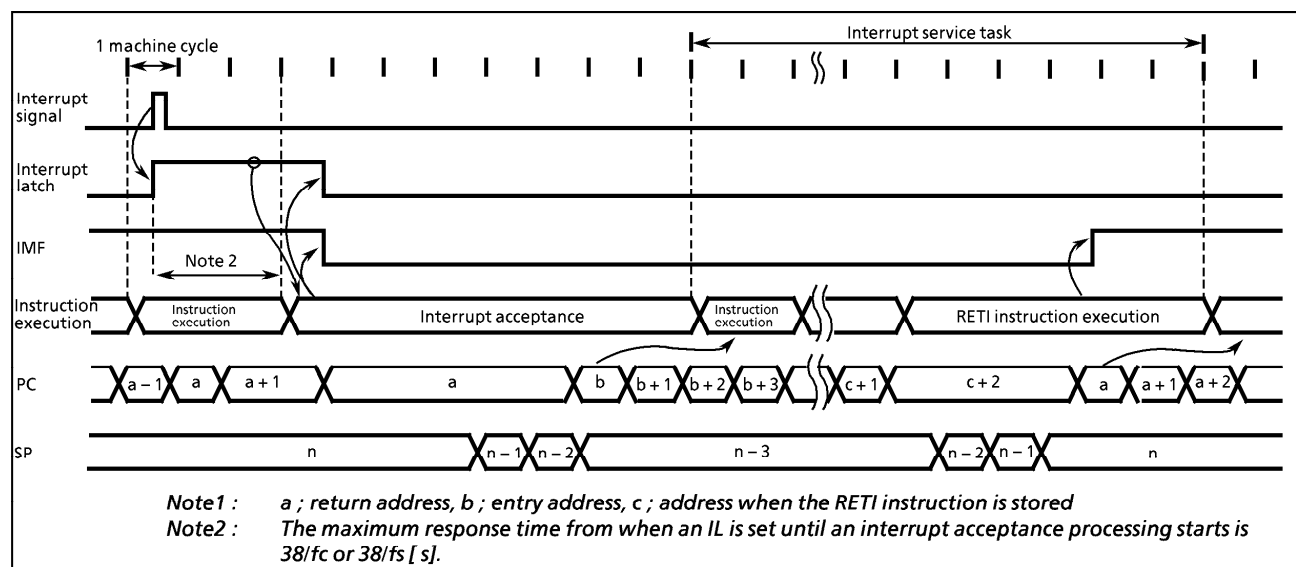 Interrupt service task
1 machine cycle
Interrupt
signal
Interrupt
latch
IMF
Note 2
Instruction
execution
Instruction
execution
Interrupt acceptance
Instruction
execution
RETI instruction execution
PC
a − 1
a
a + 1
a
b
b + 1
b + 2
b + 3
c + 1
c + 2
a
a + 1
a + 2
SP
n
n − 1
n − 2
n − 3
n − 2
n − 1
n
Note1 : a ; return address, b ; entry address, c ; address when the RETI instruction is stored
Note2 : The maximum response time from when an IL is set until an interrupt acceptance processing starts is
38/fc or 38/fs [ s].